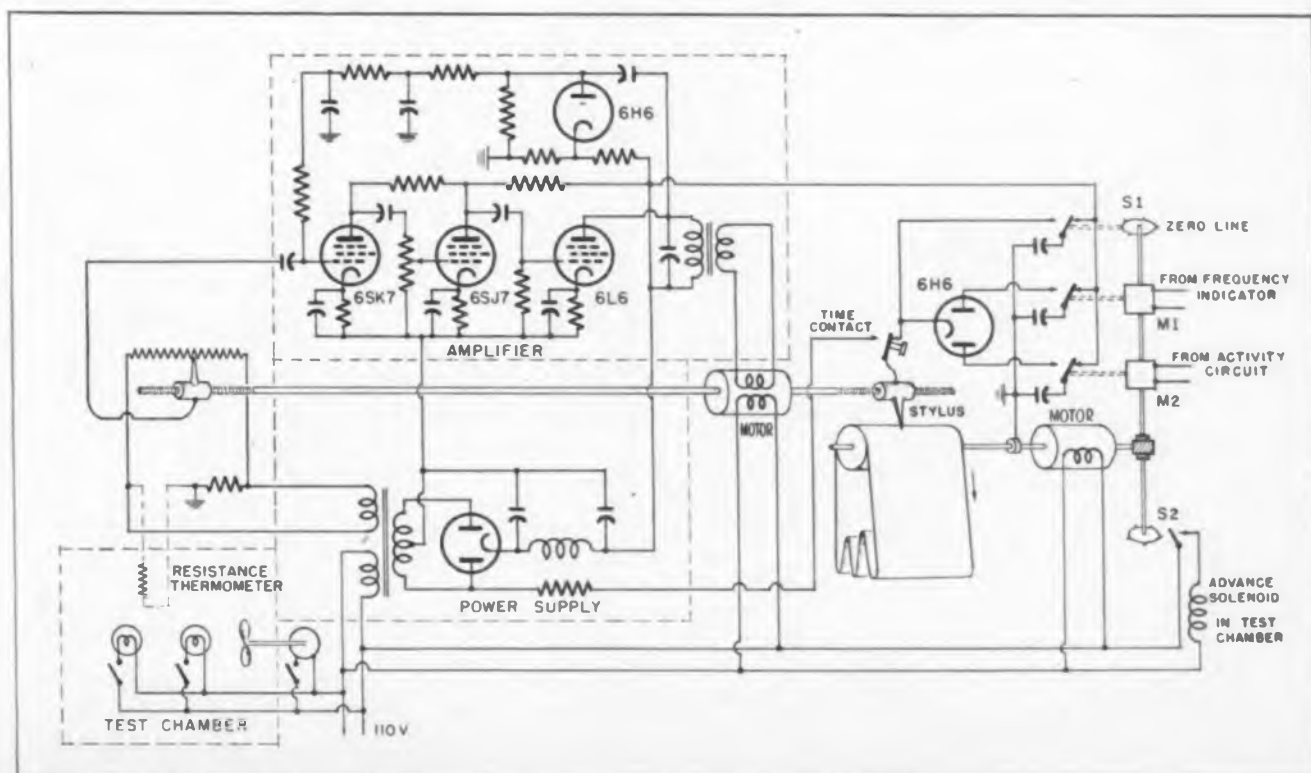 6H6
S1
ZERO LINE
6SK7
6SJ7
6L6
6H6
FROM FREQUENCY
INDICATOR
M1
TIME
CONTACT
AMPLIFIER
FROM ACTIVITY
CIRCUIT
M2
STYLUS
MOTOR
MOTOR
S2
RESISTANCE
THERMOMETER
POWER SUPPLY
ADVANCE
SOLENOID
IN TEST
CHAMBER
TEST CHAMBER
110V